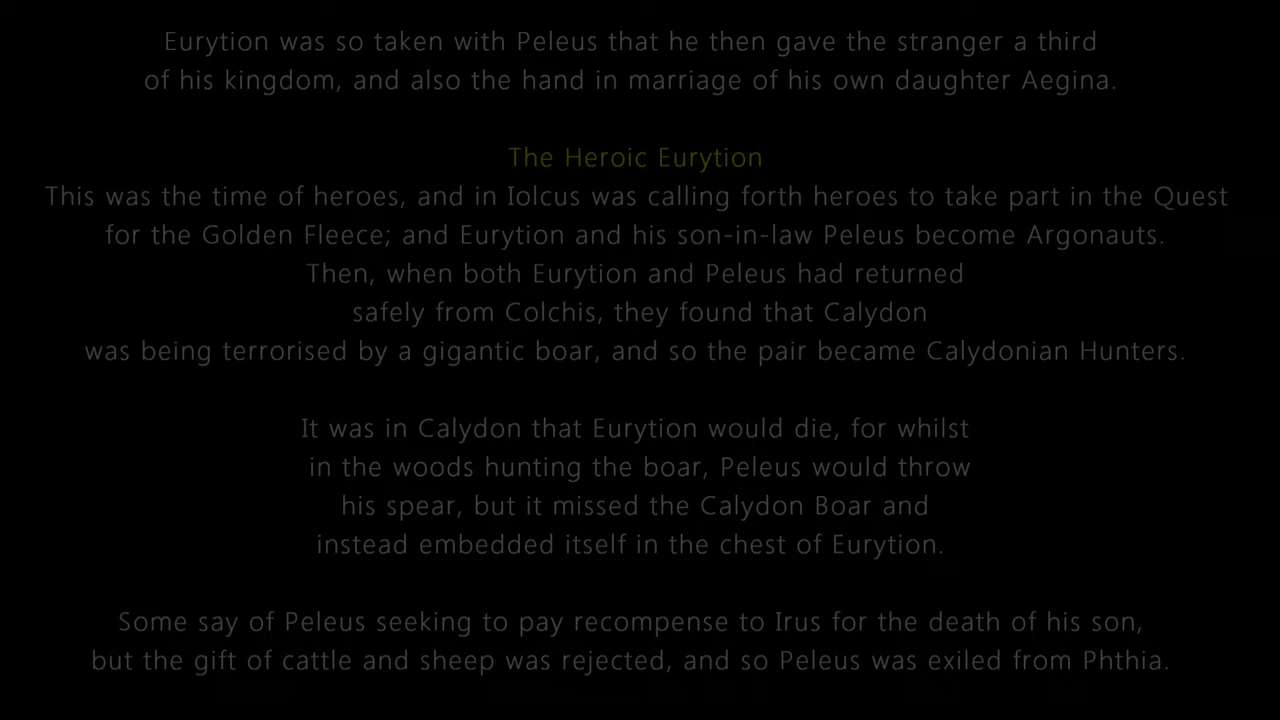 Eurytion was so taken with Peleus that he then gave the stranger a third
of his kingdom, and also the hand in marriage of his own daughter Aegina.
The Heroic Eurytion
This was the time of heroes, and in Iolcus was calling forth heroes to take part in the Quest
for the Golden Fleece; and Eurytion and his son-in-law Peleus become Argonauts.
Then, when both Eurytion and Peleus had returned
safely from Colchis, they found that Calydon
was being terrorised by a gigantic boar, and so the pair became Calydonian Hunters.
It was in Calydon that Eurytion would die, for whilst
in the woods hunting the boar, Peleus would throw
his spear, but it missed the Calydon Boar and
instead embedded itself in the chest of Eurytion.
Some say of Peleus seeking to pay recompense to Irus for the death of his son,
but the gift of cattle and sheep was rejected, and so Peleus was exiled from Phthia.